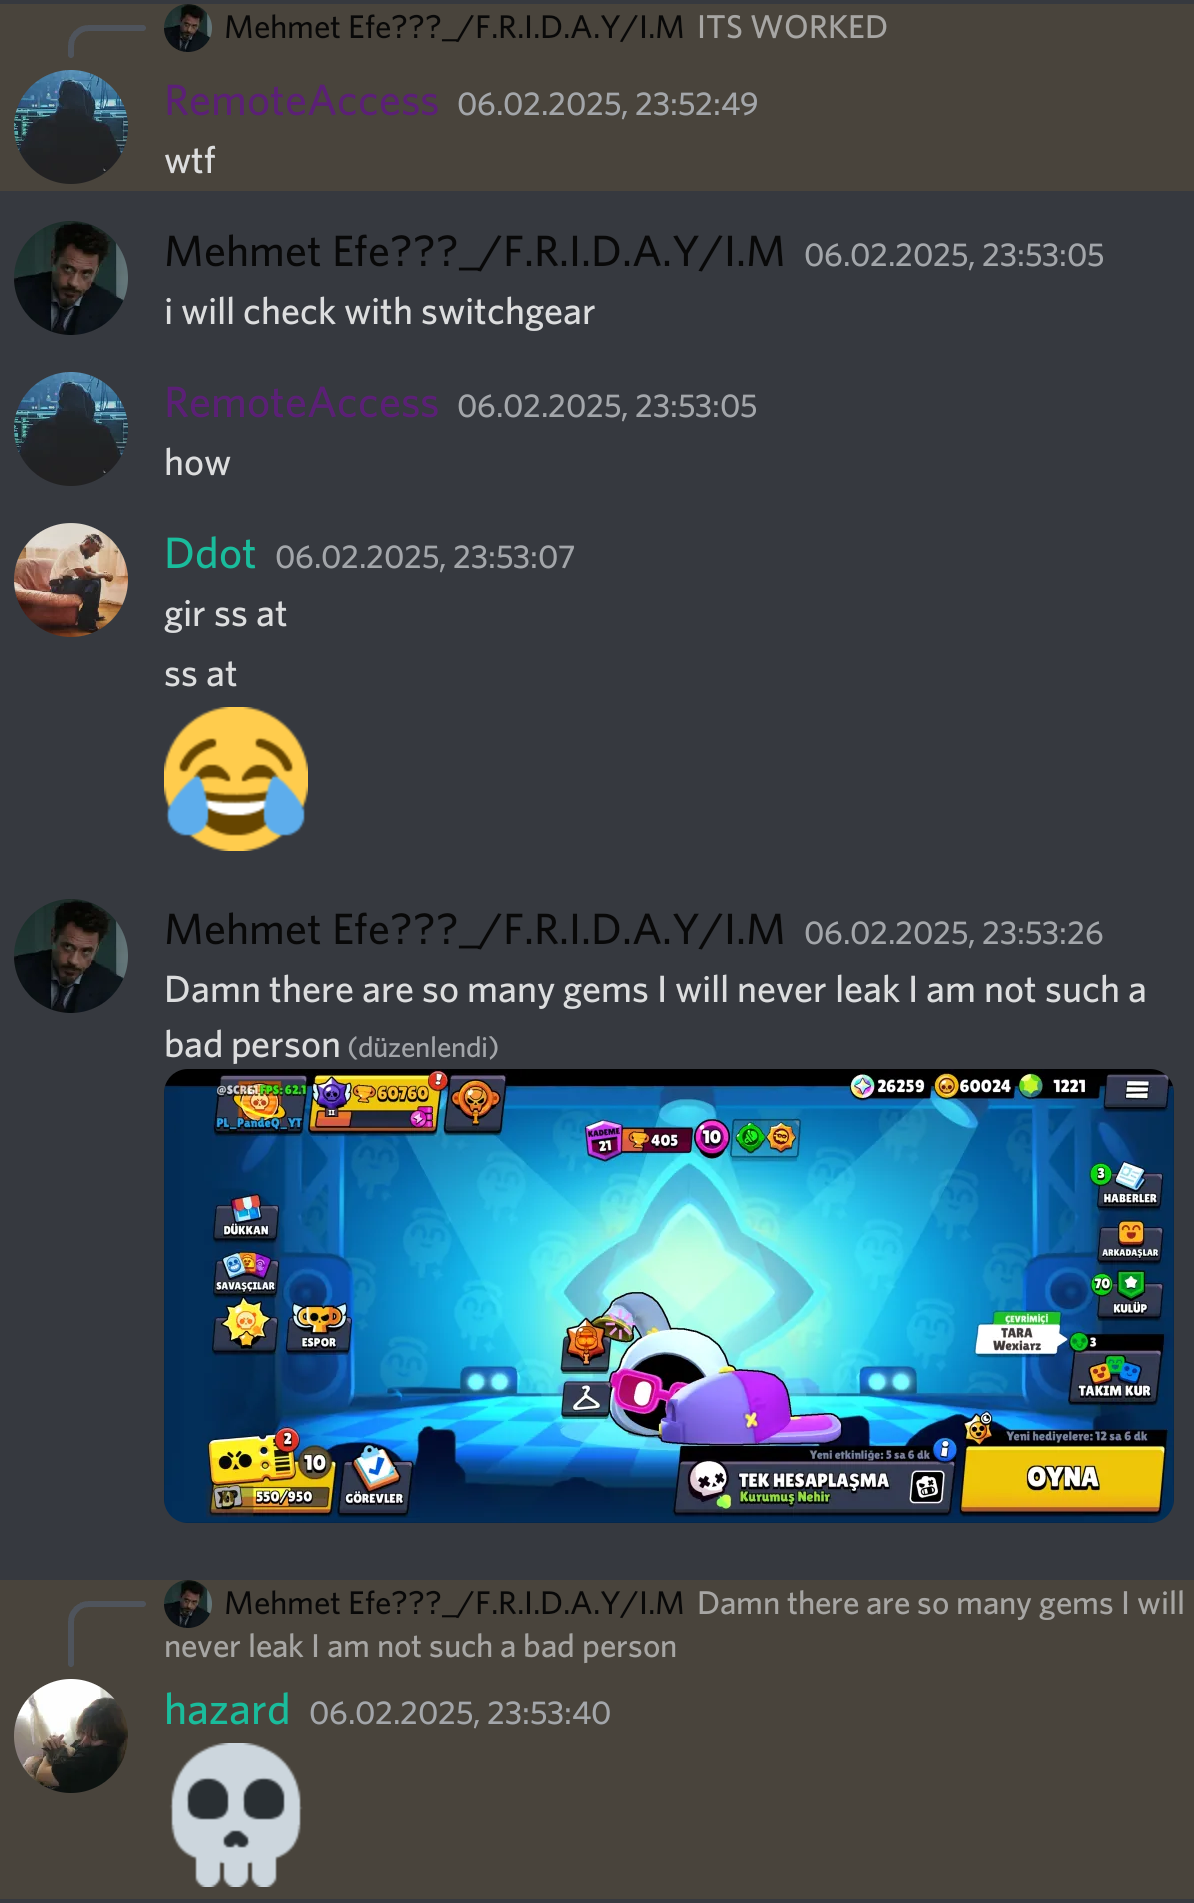 Mehmet Efe???_/F.R.I.D.A.Y/I.M ITS WORKED
RemoteAccess 06.02.2025, 23:52:49
wtf
Mehmet Efe???_/F.R.I.D.A.Y/I.M 06.02.2025, 23:53:05
i will check with switchgear
RemoteAccess 06.02.2025, 23:53:05
how
Ddot 06.02.2025, 23:53:07
gir ss at
ss at
Mehmet Efe???_/F.R.I.D.A.Y/I.M 06.02.2025, 23:53:26
Damn there are so many gems I will never leak I am not such a
bad person (düzenlendi)
FPS: 62.1
60760
26259 60024 1221
PL_PandeQ_YT
II
KADEME
21
405
10
3
HABERLER
DÜKKAN
ARKADAŞLAR
SAVAŞÇILAR
70
KULÜP
ESPOR
ÇEVRİMİÇİ
TARA
Wexiarz
3
TAKIM KUR
2
10
550/950
GÖREVLER
Yeni etkinliğe: 5 sa 6 dk
TEK HESAPLAŞMA
Kurumuş Nehir
Yeni hediyelere: 12 sa 6 dk
OYNA
Mehmet Efe???_/F.R.I.D.A.Y/I.M Damn there are so many gems I will
never leak I am not such a bad person
hazard 06.02.2025, 23:53:40